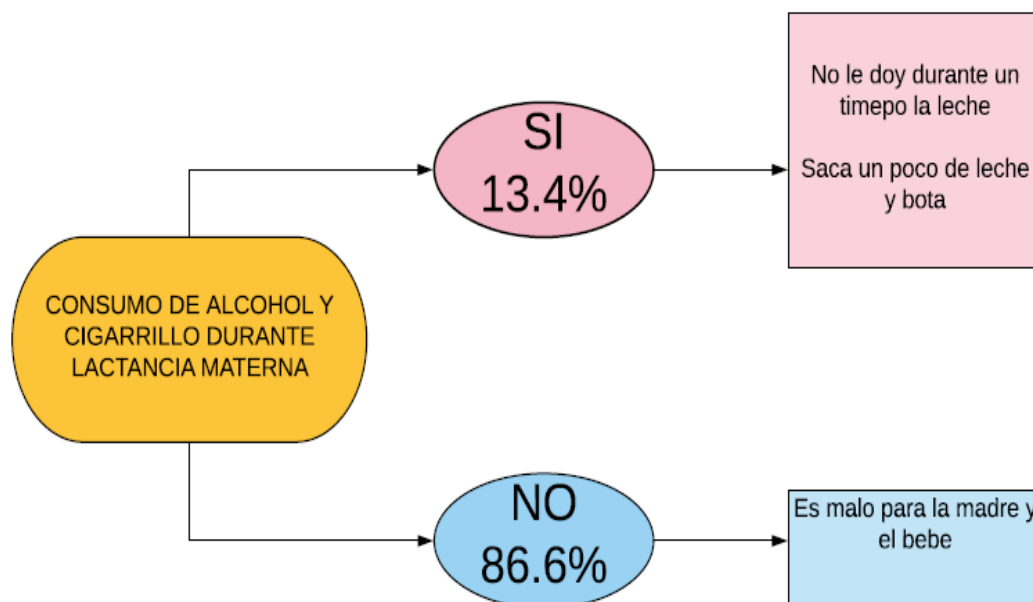 CONSUMO DE ALCOHOL Y
CIGARRILLO DURANTE
LACTANCIA MATERNA
SI
13.4%
No le doy durante un
timepo la leche
Saca un poco de leche
y bota
NO
86.6%
Es malo para la madre y
el bebe